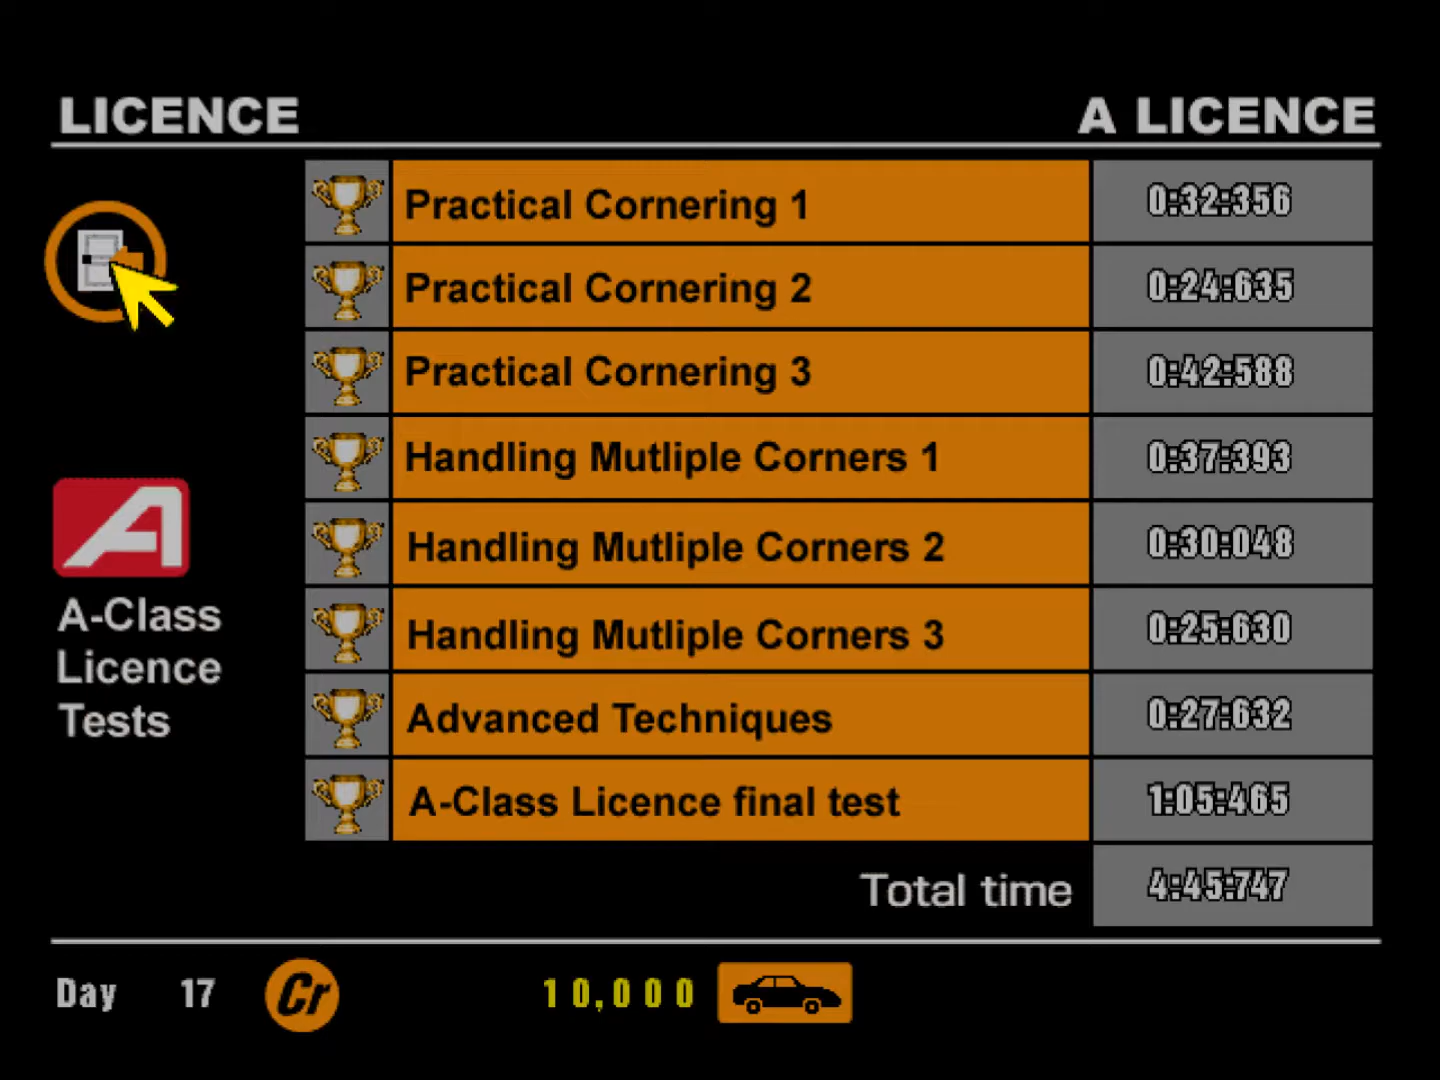 LICENCE
A LICENCE
Practical Cornering 1 0:32:356
Practical Cornering 2 0:24:635
Practical Cornering 3 0:42:588
Handling Mutliple Corners 1 0:37:393
Handling Mutliple Corners 2 0:30:048
Handling Mutliple Corners 3 0:25:630
Advanced Techniques 0:27:632
A-Class Licence final test 1:05:465
Total time 4:45:747
A
A-Class
Licence
Tests
Day 17 Cr 10,000